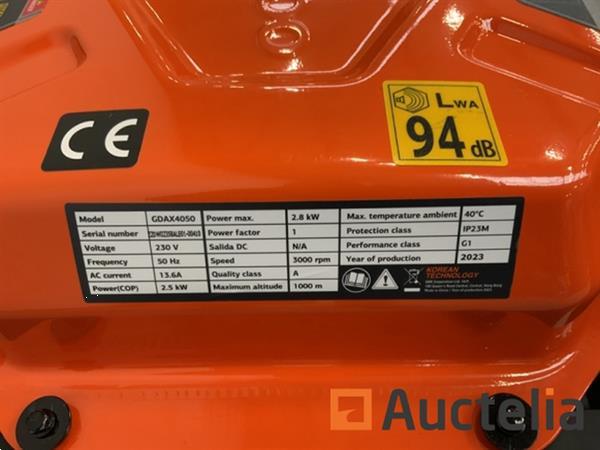 CE
LWA
94 dB
Model GDAX4050 Power max. 2.8 kW Max. temperature ambient 40°C
Serial number Power factor 1 Protection class IP23M
Voltage 230 V Salida DC N/A Performance class G1
Frequency 50 Hz Speed 3000 rpm Year of production 2023
AC current 13.6A Quality class A
Power(COP) 2.5 kW Maximum altitude 1000 m
KOREAN
TECHNOLOGY
Auctelia